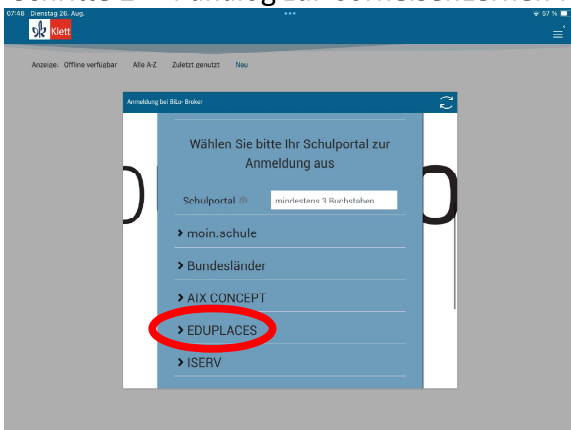 07:48 Dienstag 26. Aug.
57 %
Klett
Anzeige: Offline verfügbar Alle A-Z Zuletzt genutzt Neu
Anmeldung bei BiLo-Broker
Wählen Sie bitte Ihr Schulportal zur
Anmeldung aus
Schulportal mindestens 3 Buchstaben
moin.schule
Bundesländer
AIX CONCEPT
EDUPLACES
ISERV